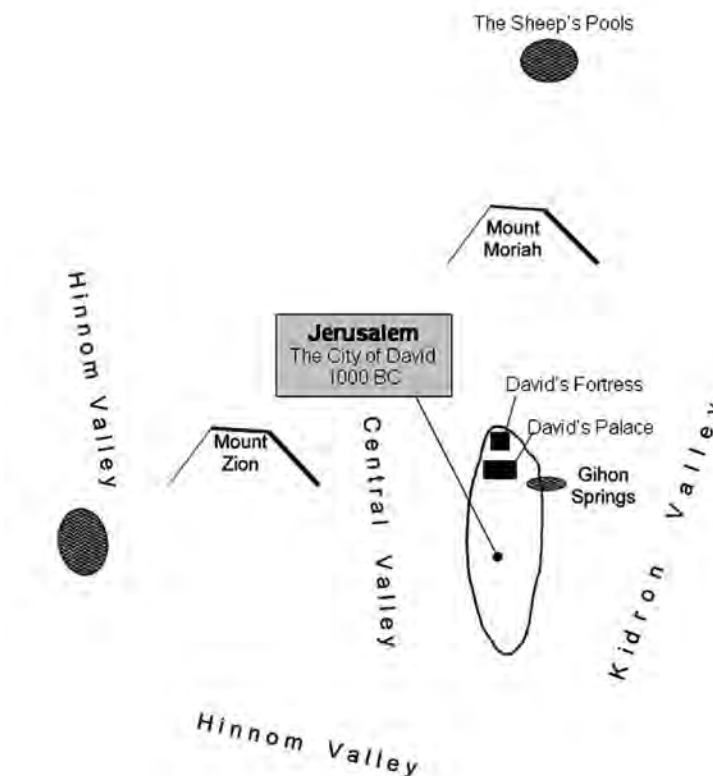 The Sheep's Pools
Mount
Moriah
Hinnom Valley
Jerusalem
The City of David
1000 BC
David's Fortress
David's Palace
Mount
Zion
Central Valley
Gihon
Springs
Kidron Valley
Hinnom Valley